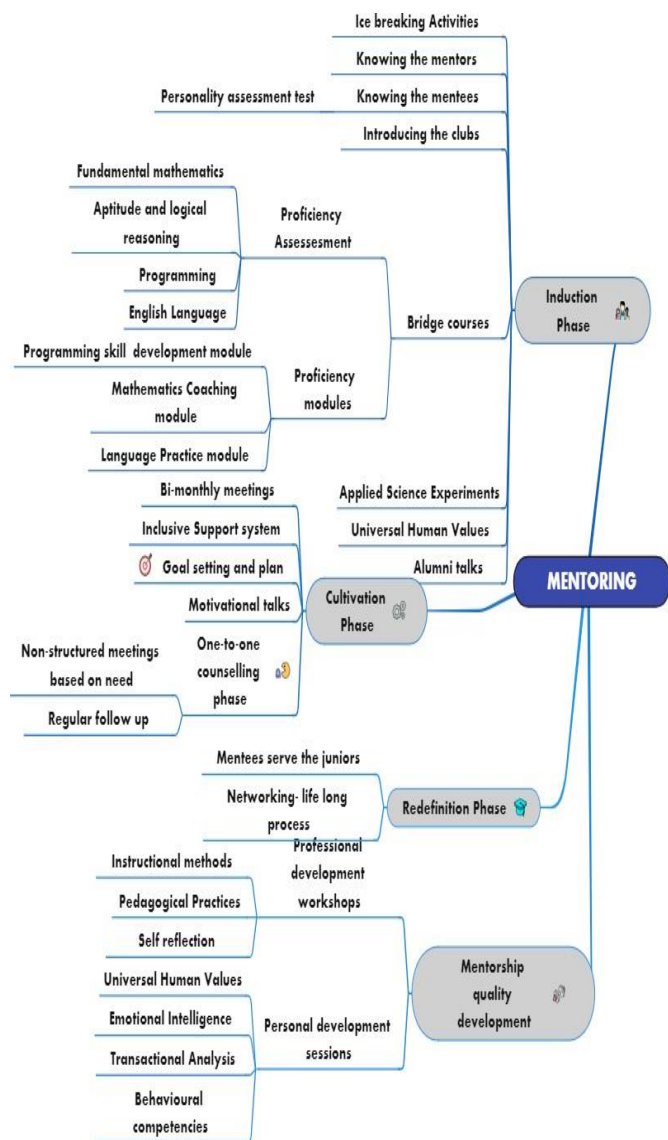 Ice breaking Activities
Knowing the mentors
Personality assessment test
Knowing the mentees
Introducing the clubs
Fundamental mathematics
Aptitude and logical
reasoning
Programming
English Language
Proficiency
Assessesment
Programming skill development module
Mathematics Coaching
module
Language Practice module
Proficiency
modules
Bridge courses
Induction
Phase
Applied Science Experiments
Universal Human Values
Alumni talks
MENTORING
Bi-monthly meetings
Inclusive Support system
Goal setting and plan
Motivational talks
Cultivation
Phase
Non-structured meetings
based on need
Regular follow up
One-to-one
counselling
phase
Mentees serve the juniors
Networking- life long
process
Redefinition Phase
Instructional methods
Pedagogical Practices
Self reflection
Professional
development
workshops
Universal Human Values
Emotional Intelligence
Transactional Analysis
Behavioural
competencies
Personal development
sessions
Mentorship
quality
development